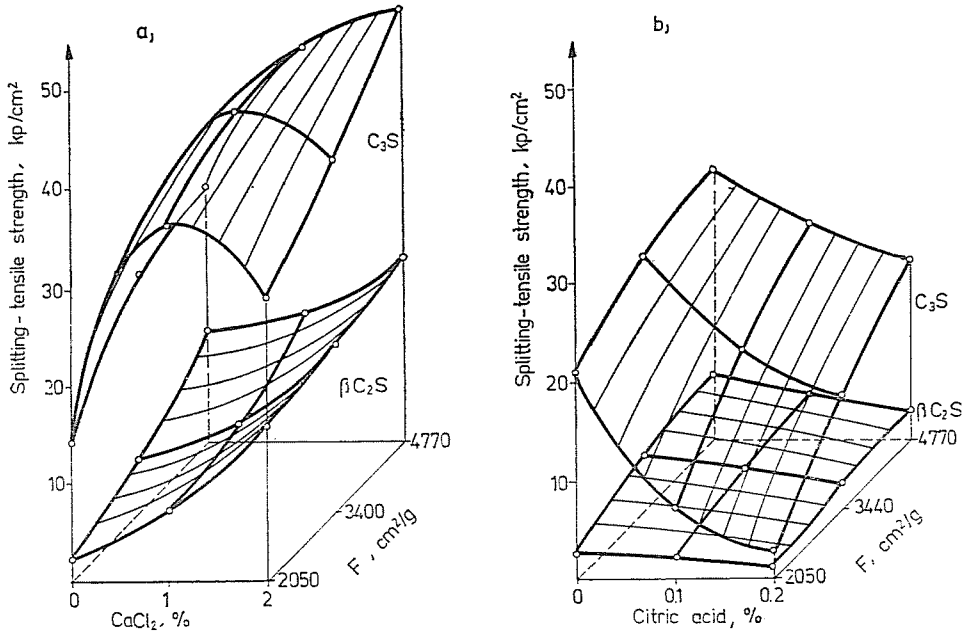 a,
Splitting-tensile strength, kp/cm²
50
40
30
20
10
0
1
2
CaCl₂, %
C₃S
βC₂S
4770
3400
2050
F, cm²/g
b,
Splitting-tensile strength, kp/cm²
50
40
30
20
10
0
0.1
0.2
Citric acid, %
C₃S
βC₂S
4770
3440
2050
F, cm²/g